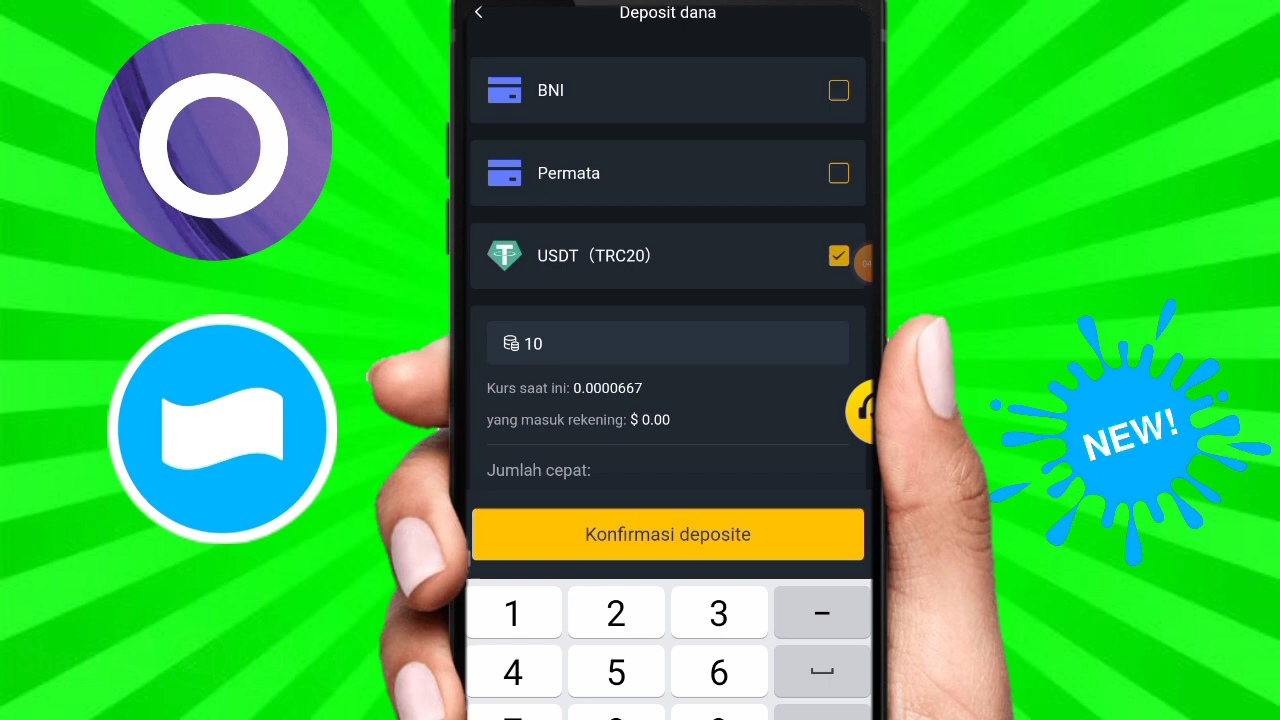 Deposit dana
BNI
Permata
USDT（TRC20）
04
10
Kurs saat ini: 0.0000667
yang masuk rekening: $ 0.00
Jumlah cepat:
Konfirmasi deposite
NEW!
1 2 3 –
4 5 6